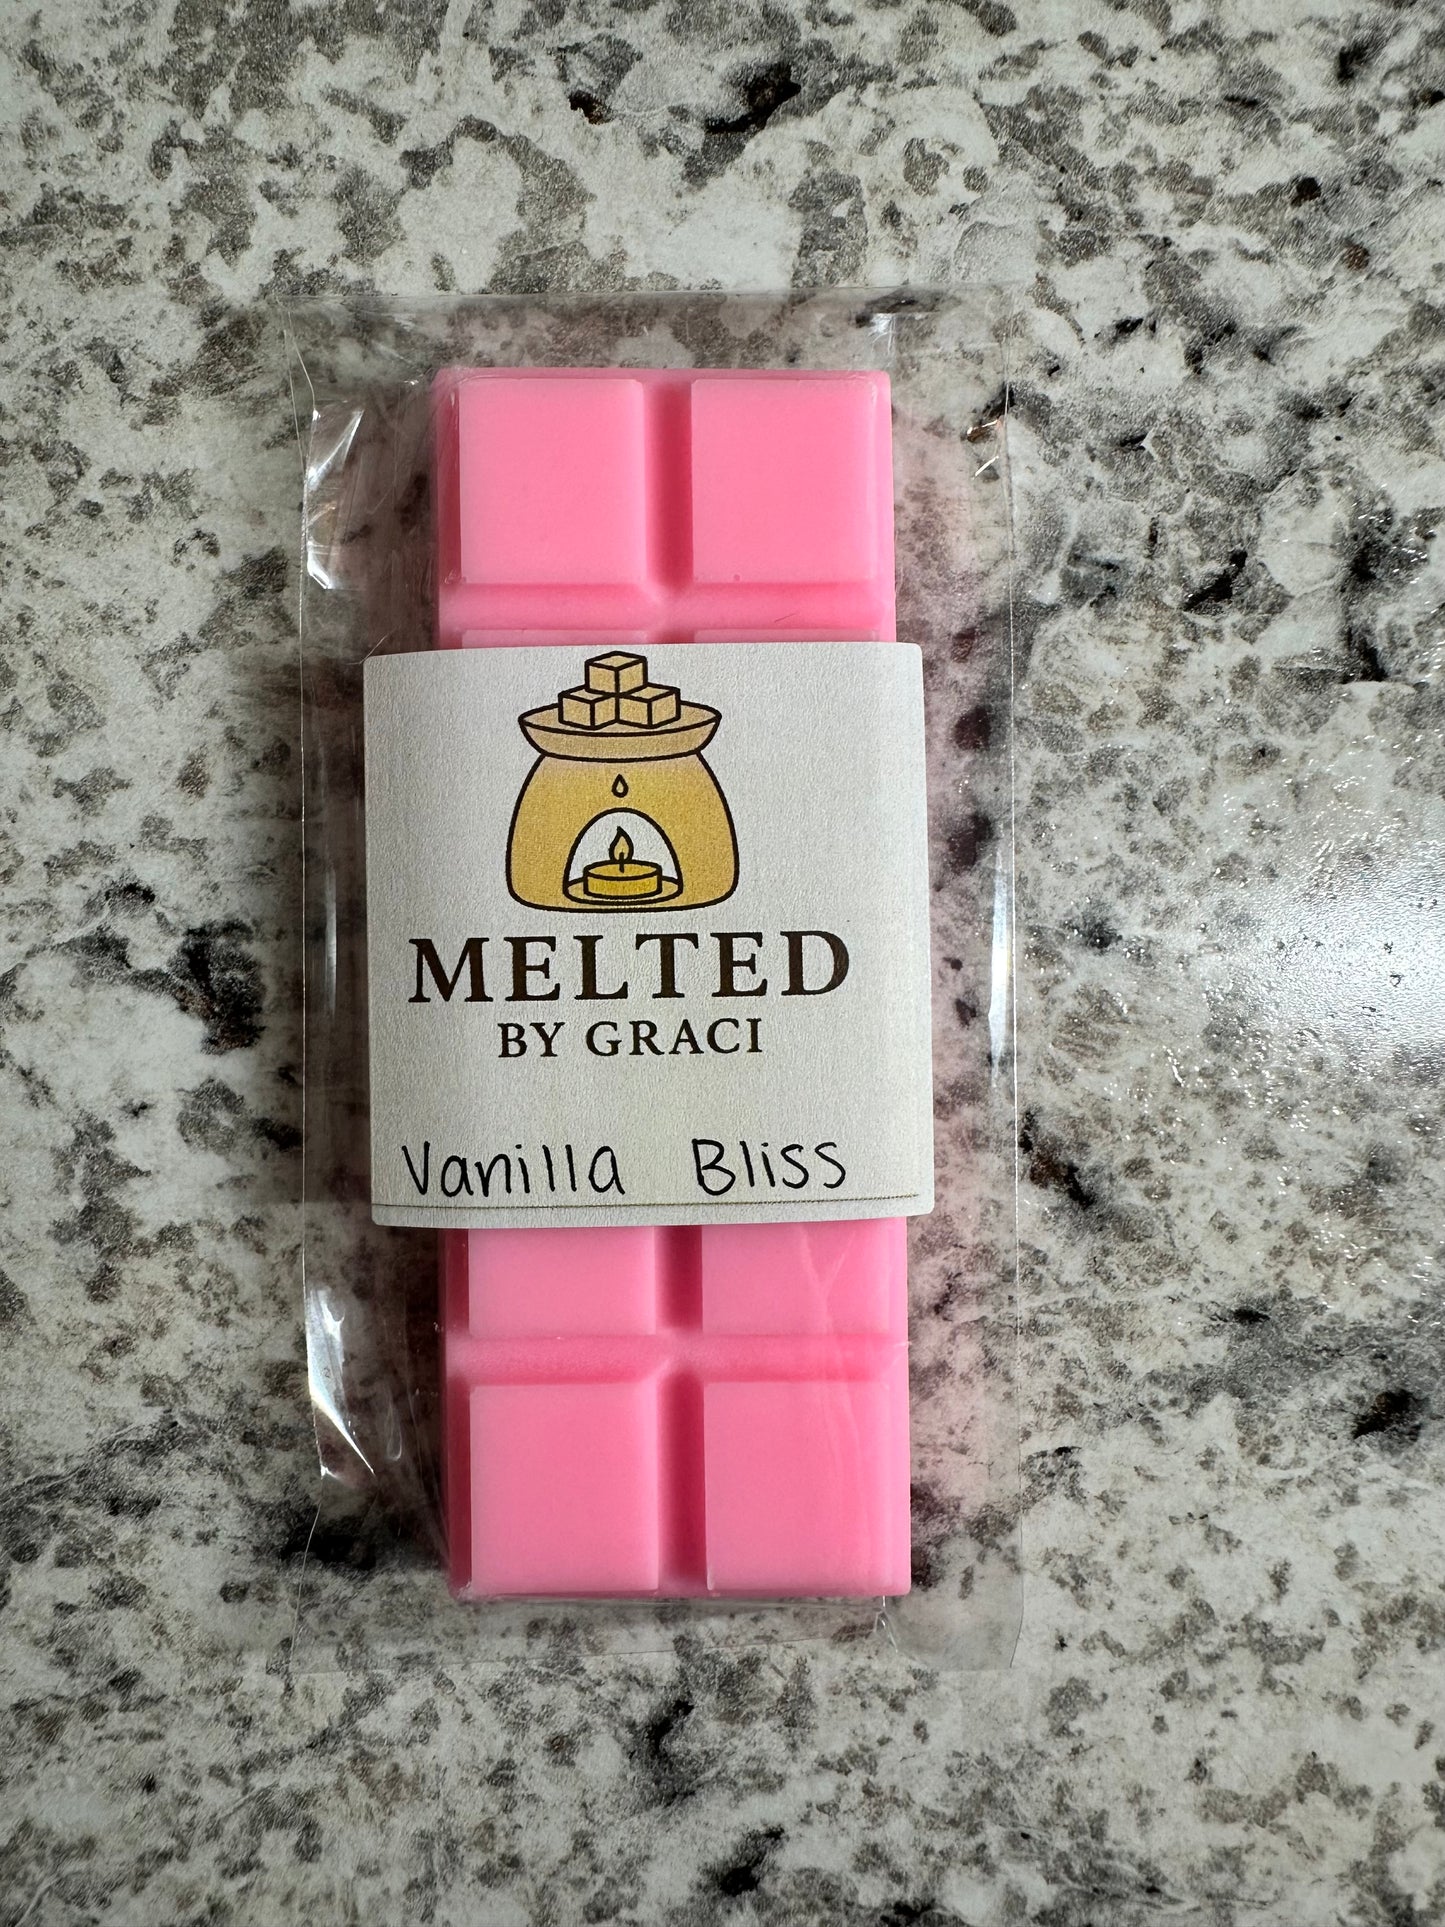 MELTED
BY GRACI
Vanilla Bliss